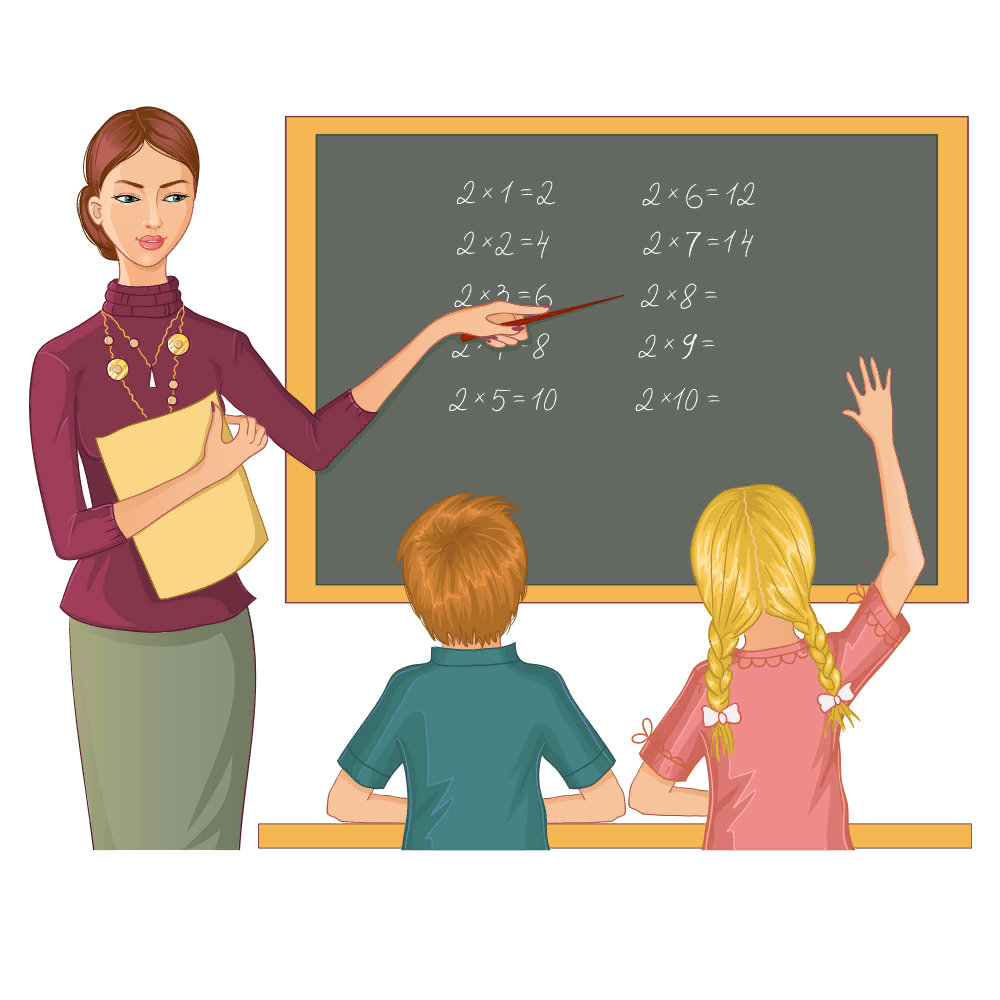 2 × 1 = 2
2 × 2 = 4
2 × 3 = 6
2 = 8
2 × 5 = 10
2 × 6 = 12
2 × 7 = 14
2 × 8 =
2 × 9 =
2 × 10 =